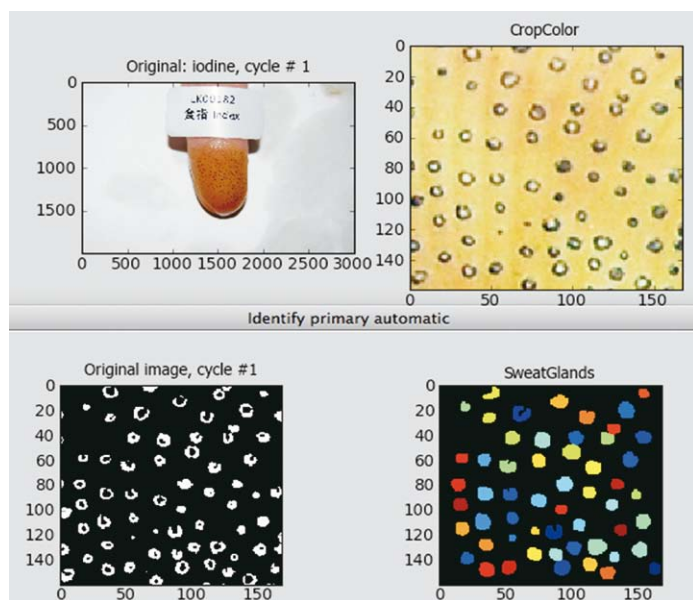 CropColor
Original: iodine, cycle # 1
0
500
1000
1500
0 500 1000 1500 2000 2500 3000
LK00182
食指 Index
0
20
40
60
80
100
120
140
0 50 100 150
Identify primary automatic
Original image, cycle #1
0
20
40
60
80
100
120
140
0 50 100 150
SweatGlands
0
20
40
60
80
100
120
140
0 50 100 150